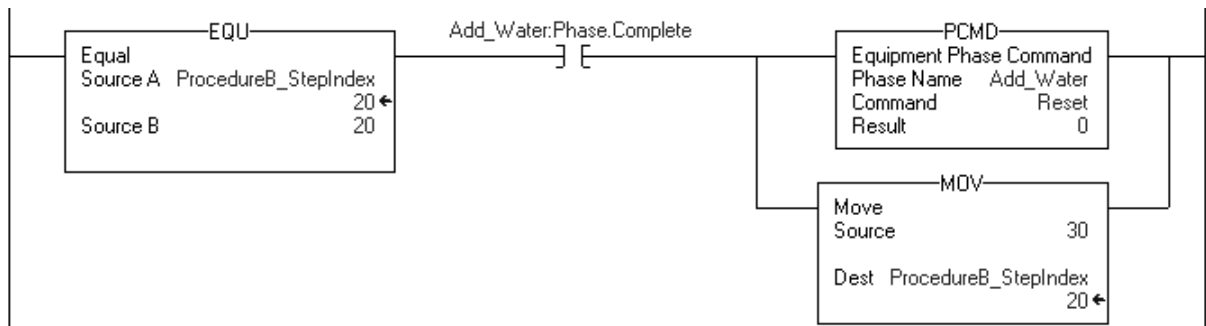 EQU
Equal
Source A ProcedureB_StepIndex
20
Source B 20
Add_Water:Phase.Complete
PCMD
Equipment Phase Command
Phase Name Add_Water
Command Reset
Result 0
MOV
Move
Source 30
Dest ProcedureB_StepIndex
20